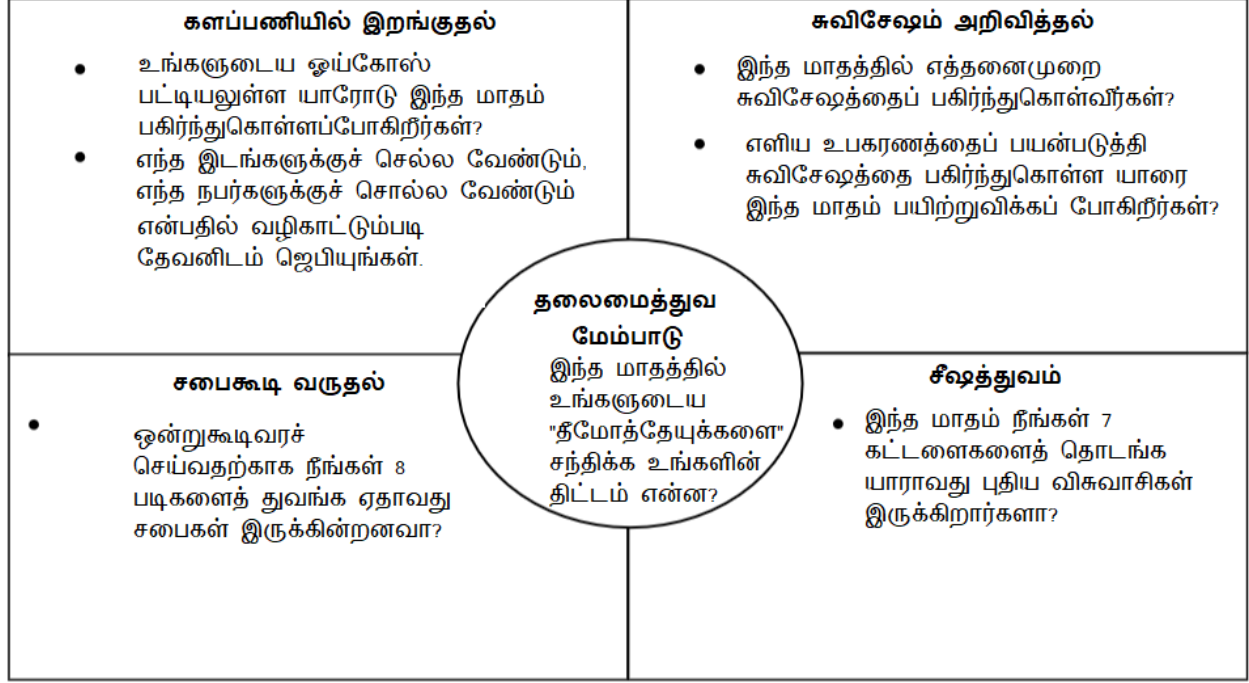 களப்பணியில் இறங்குதல்
உங்களுடைய ஓய்கோஸ்
பட்டியலுள்ள யாரோடு இந்த மாதம்
பகிர்ந்துகொள்ளப்போகிறீர்கள்?
எந்த இடங்களுக்குச் செல்ல வேண்டும்,
எந்த நபர்களுக்குச் சொல்ல வேண்டும்
என்பதில் வழிகாட்டும்படி
தேவனிடம் ஜெபியுங்கள்.
சுவிசேஷம் அறிவித்தல்
இந்த மாதத்தில் எத்தனைமுறை
சுவிசேஷத்தைப் பகிர்ந்துகொள்வீர்கள்?
எளிய உபகரணத்தைப் பயன்படுத்தி
சுவிசேஷத்தை பகிர்ந்துகொள்ள யாரை
இந்த மாதம் பயிற்றுவிக்கப் போகிறீர்கள்?
தலைமைத்துவ
மேம்பாடு
இந்த மாதத்தில்
உங்களுடைய
"தீமோத்தேயுக்களை"
சந்திக்க உங்களின்
திட்டம் என்ன?
சபைகூடி வருதல்
ஒன்றுகூடிவரச்
செய்வதற்காக நீங்கள் 8
படிகளைத் துவங்க ஏதாவது
சபைகள் இருக்கின்றனவா?
சீஷத்துவம்
இந்த மாதம் நீங்கள் 7
கட்டளைகளைத் தொடங்க
யாராவது புதிய விசுவாசிகள்
இருக்கிறார்களா?